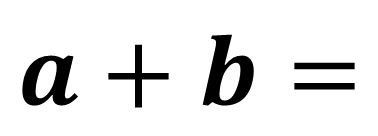 a + b =